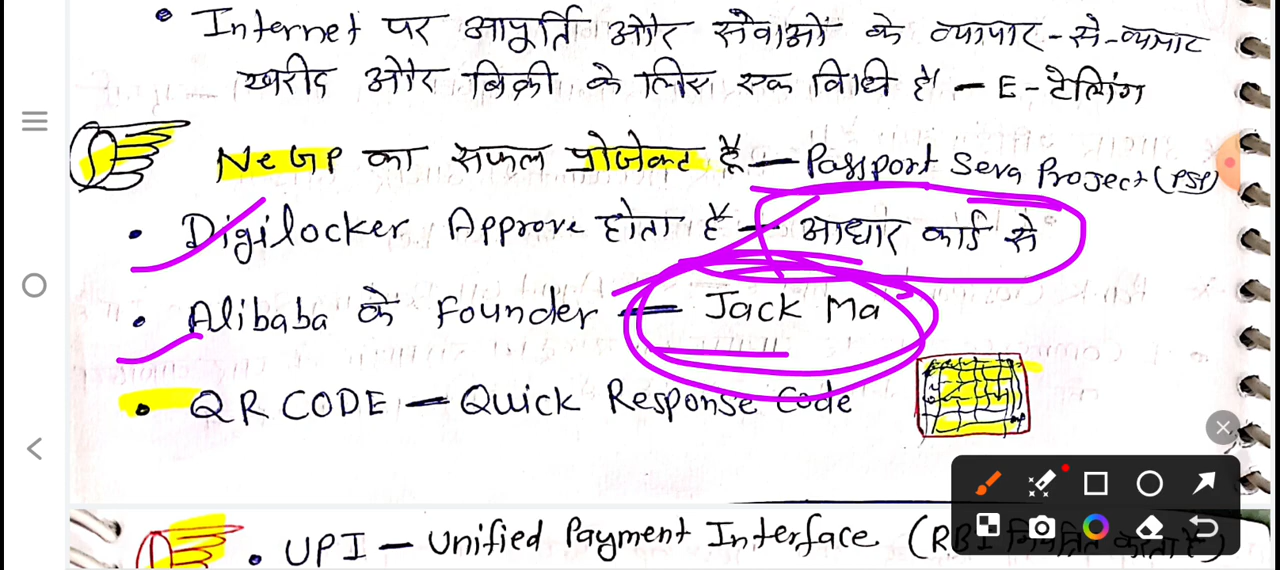 • Internet पर आपूर्ति और सेवाओं के व्यापार-से-व्यापार
खरीद और बिक्री के लिए एक विधि है - E-टेलिंग
NeGP का सफल प्रोजेक्ट है - Passport Seva Project (PSP)
• Digilocker Approve होता है - आधार कार्ड से
• Alibaba के Founder - Jack Ma
• QR CODE - Quick Response Code
• UPI - Unified Payment Interface (RBI